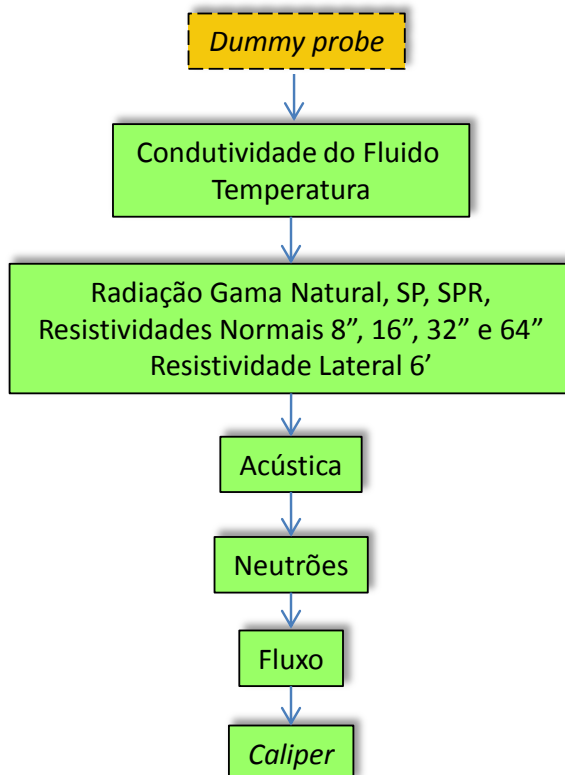 Dummy probe
Condutividade do Fluido
Temperatura
Radiação Gama Natural, SP, SPR,
Resistividades Normais 8”, 16”, 32” e 64”
Resistividade Lateral 6’
Acústica
Neutrões
Fluxo
Caliper